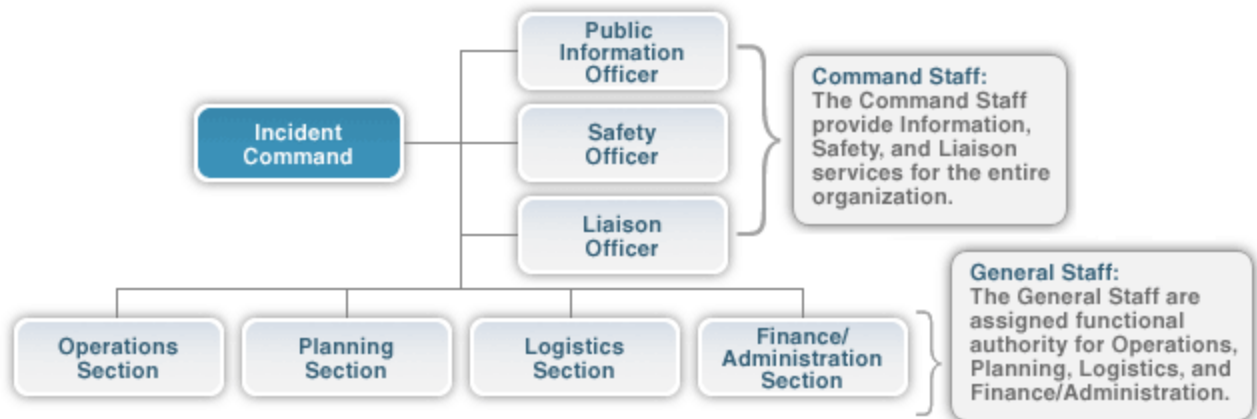 Public
Information
Officer
Command Staff:
The Command Staff
provide Information,
Safety, and Liaison
services for the entire
organization.
Incident
Command
Safety
Officer
Liaison
Officer
General Staff:
The General Staff are
assigned functional
authority for Operations,
Planning, Logistics, and
Finance/Administration.
Operations
Section
Planning
Section
Logistics
Section
Finance/
Administration
Section